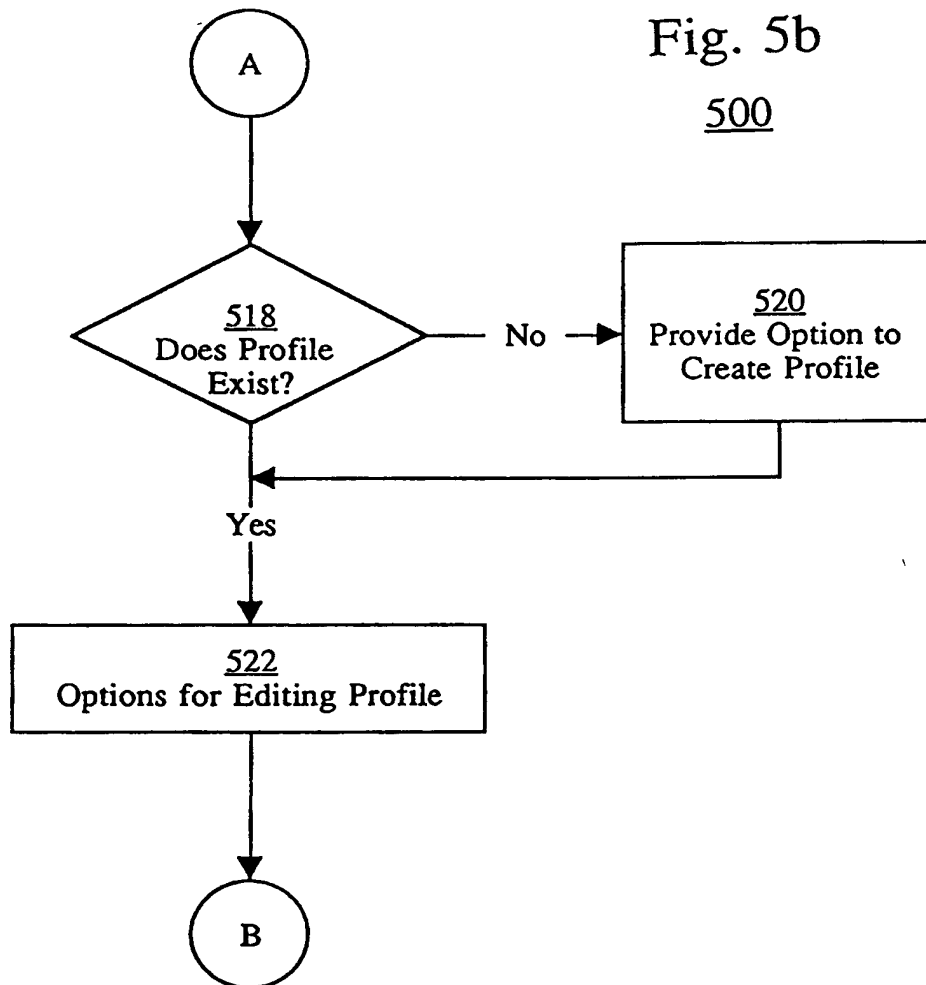 Fig. 5b
500
A
518
Does Profile
Exist?
No
520
Provide Option to
Create Profile
Yes
522
Options for Editing Profile
B